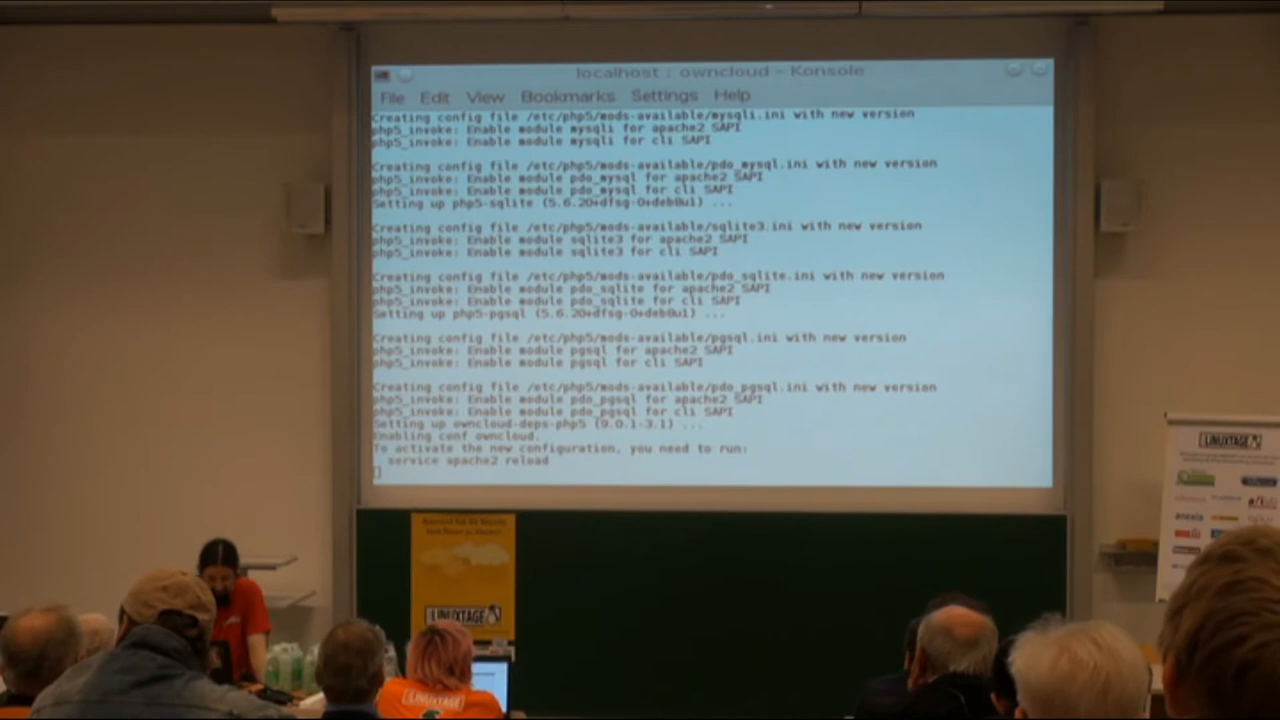 localhost : owncloud – Konsole
File Edit View Bookmarks Settings Help
Creating config file /etc/php5/mods-available/mysqli.ini with new version
php5_invoke: Enable module mysqli for apache2 SAPI
php5_invoke: Enable module mysqli for cli SAPI
Creating config file /etc/php5/mods-available/pdo_mysql.ini with new version
php5_invoke: Enable module pdo_mysql for apache2 SAPI
php5_invoke: Enable module pdo_mysql for cli SAPI
Setting up php5-sqlite (5.6.20+dfsg-0+deb8u1) ...
Creating config file /etc/php5/mods-available/sqlite3.ini with new version
php5_invoke: Enable module sqlite3 for apache2 SAPI
php5_invoke: Enable module sqlite3 for cli SAPI
Creating config file /etc/php5/mods-available/pdo_sqlite.ini with new version
php5_invoke: Enable module pdo_sqlite for apache2 SAPI
php5_invoke: Enable module pdo_sqlite for cli SAPI
Setting up php5-pgsql (5.6.20+dfsg-0+deb8u1) ...
Creating config file /etc/php5/mods-available/pgsql.ini with new version
php5_invoke: Enable module pgsql for apache2 SAPI
php5_invoke: Enable module pgsql for cli SAPI
Creating config file /etc/php5/mods-available/pdo_pgsql.ini with new version
php5_invoke: Enable module pdo_pgsql for apache2 SAPI
php5_invoke: Enable module pdo_pgsql for cli SAPI
Setting up owncloud-deps-php5 (9.0.1-3.1) ...
Enabling conf owncloud.
To activate the new configuration, you need to run:
service apache2 reload
LINUXTAGE
anexia
LINUXTAGE
LINUXTAGE